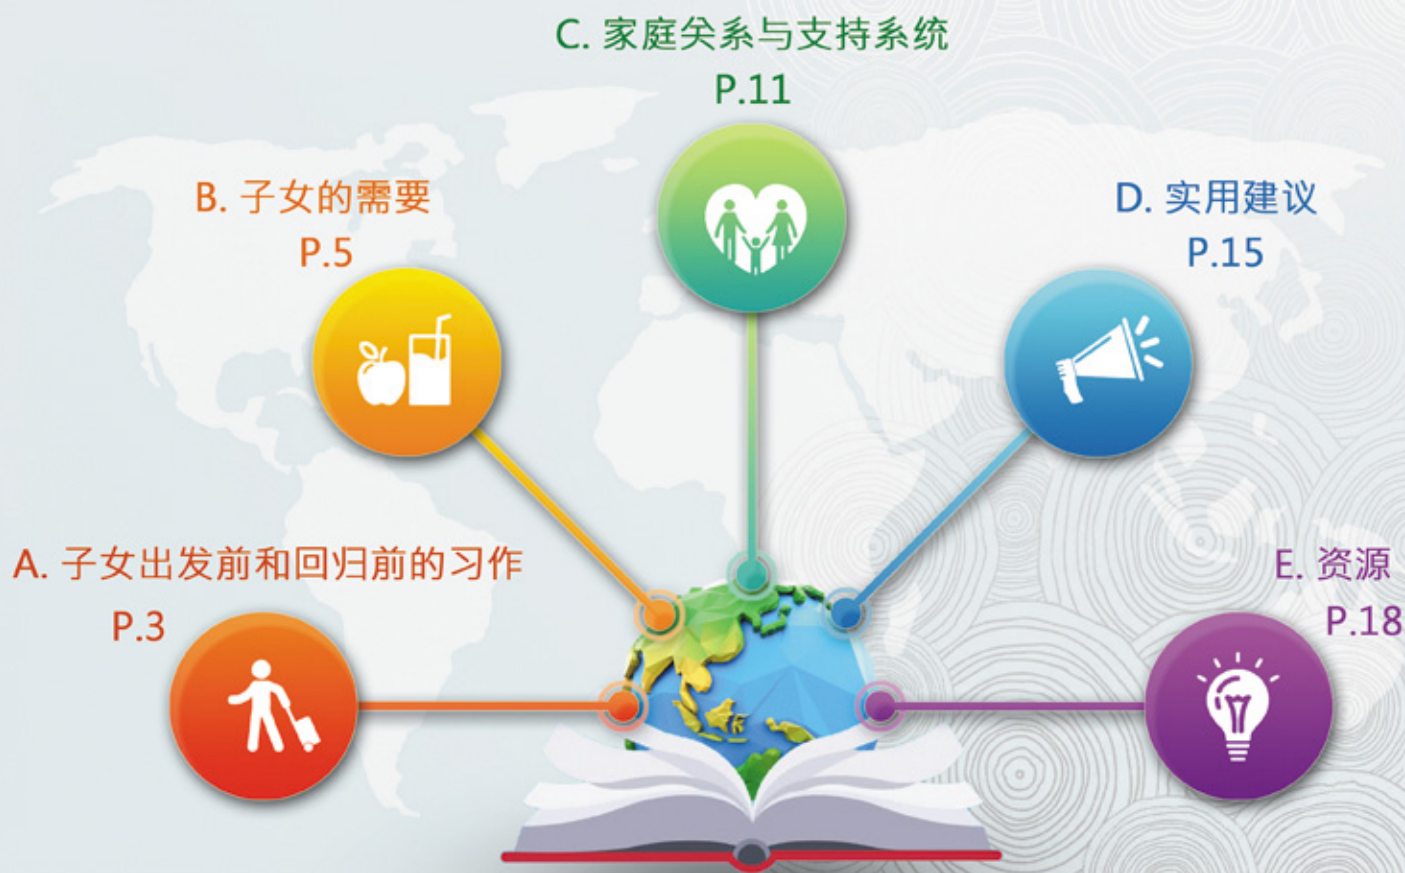 A. 子女出发前和回归前的习作
P.3
B. 子女的需要
P.5
C. 家庭关系与支持系统
P.11
D. 实用建议
P.15
E. 资源
P.18